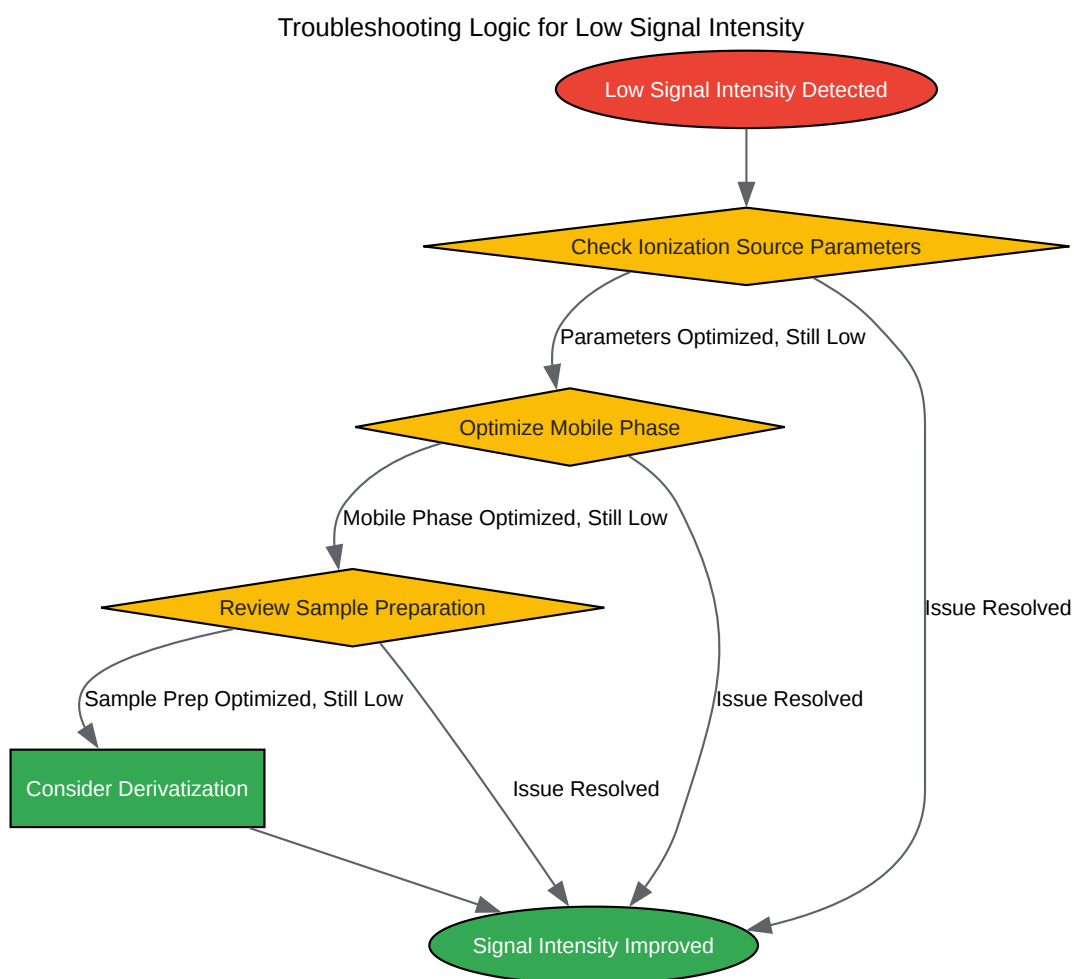 Troubleshooting Logic for Low Signal Intensity
Low Signal Intensity Detected
Check Ionization Source Parameters
Parameters Optimized, Still Low
Optimize Mobile Phase
Mobile Phase Optimized, Still Low
Review Sample Preparation
Issue Resolved
Sample Prep Optimized, Still Low
Issue Resolved
Consider Derivatization
Issue Resolved
Signal Intensity Improved